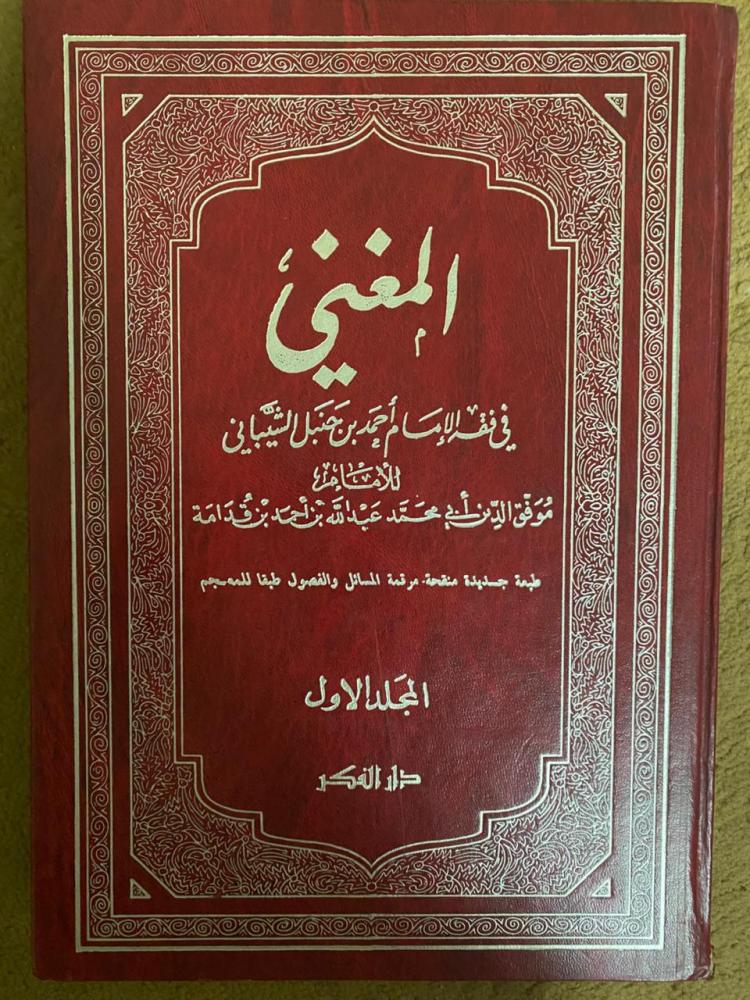 المغني
في فقه الإمام أحمد بن حنبل الشيباني
للأمام
موفق الدين أبي محمد عبد الله بن أحمد بن قدامة
طبعة جديدة منقحة. مرقمة المسائل والفصول طبقا للمعجم
المجلد الاول
دار الفكر